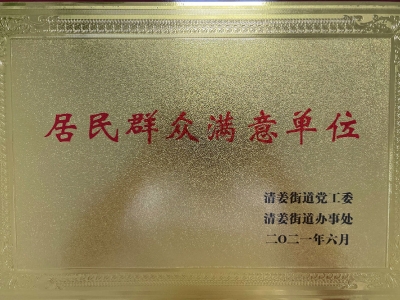 居民群众满意单位
清姜街道党工委
清姜街道办事处
二〇二一年六月